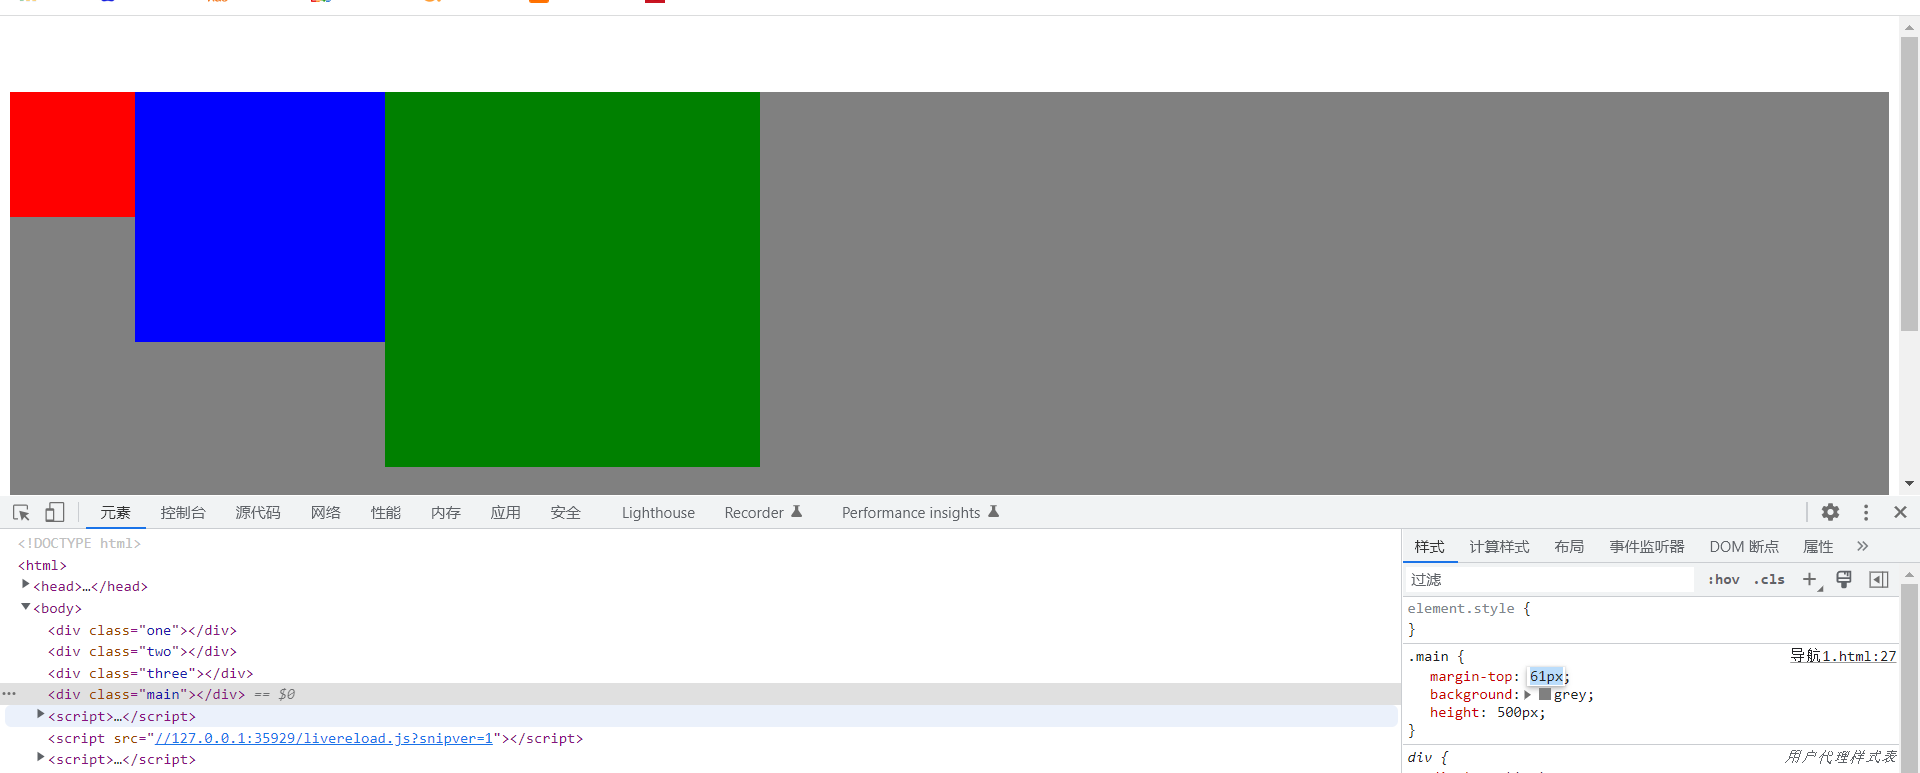 元素 控制台 源代码 网络 性能 内存 应用 安全 Lighthouse Recorder Performance insights
<!DOCTYPE html>
<html>
<head>…</head>
<body>
<div class="one"></div>
<div class="two"></div>
<div class="three"></div>
<div class="main"></div> == $0
<script>…</script>
<script src="//127.0.0.1:35929/livereload.js?snipver=1"></script>
<script>…</script>
样式 计算样式 布局 事件监听器 DOM 断点 属性 »
过滤 :hov .cls
element.style {
}
.main { 导航1.html:27
margin-top: 61px;
background: grey;
height: 500px;
}
div { 用户代理样式表